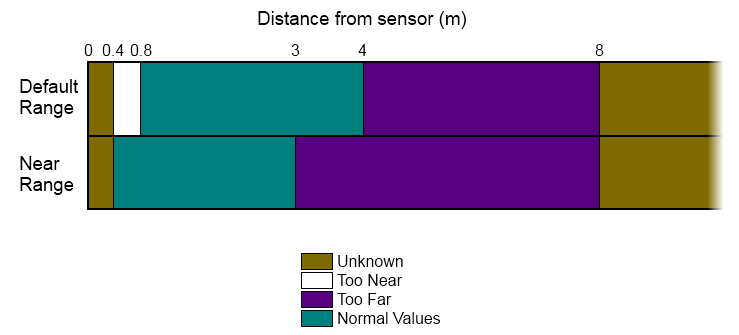 Distance from sensor (m)
0 0.4 0.8 3 4 8
Default
Range
Near
Range
Unknown
Too Near
Too Far
Normal Values